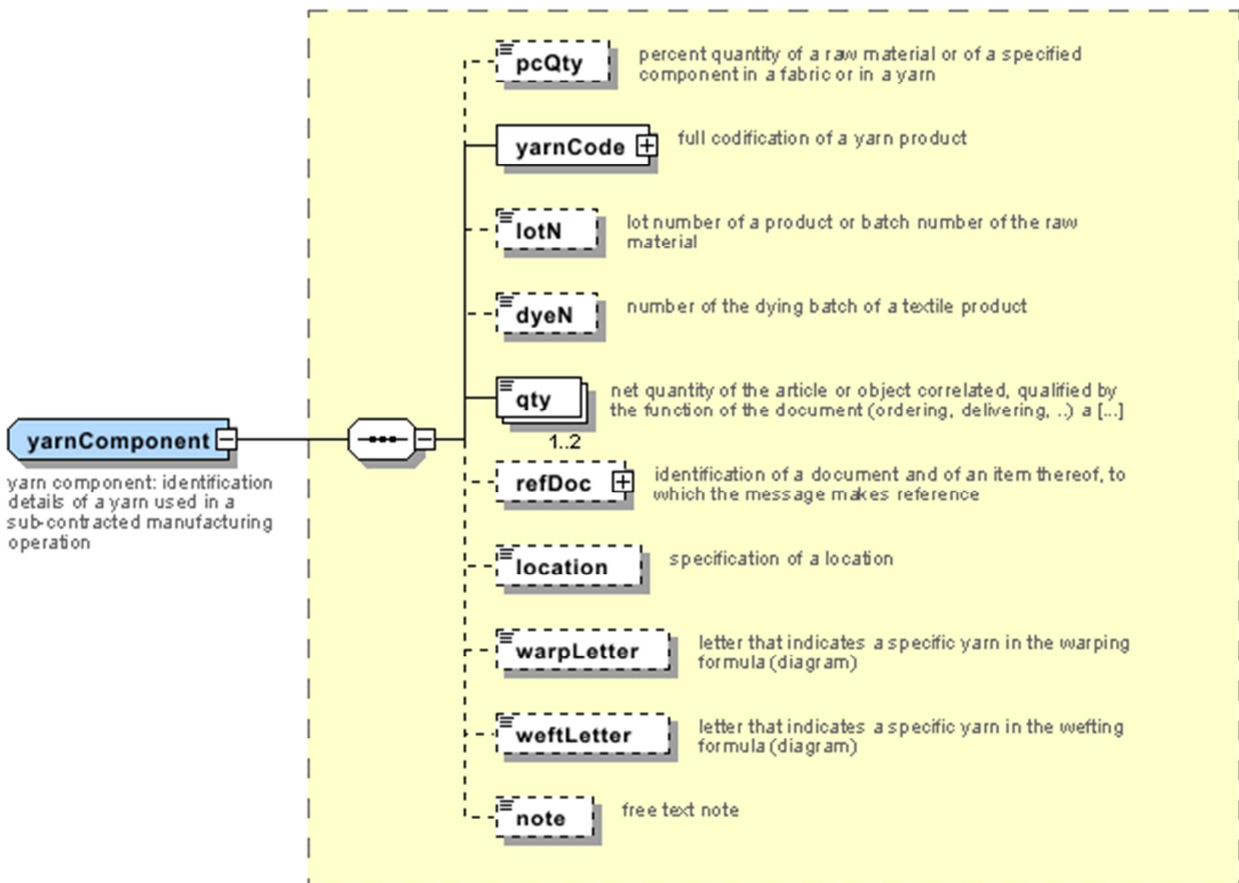 pcQty
percent quantity of a raw material or of a specified
component in a fabric or in a yarn
yarnCode
full codification of a yarn product
lotN
lot number of a product or batch number of the raw
material
dyeN
number of the dying batch of a textile product
qty
net quantity of the article or object correlated, qualified by
the function of the document (ordering, delivering, ..) a [...]
1..2
yarnComponent
yarn component: identification
details of a yarn used in a
sub-contracted manufacturing
operation
refDoc
identification of a document and of an item thereof, to
which the message makes reference
location
specification of a location
warpLetter
letter that indicates a specific yarn in the warping
formula (diagram)
weftLetter
letter that indicates a specific yarn in the wefting
formula (diagram)
note
free text note